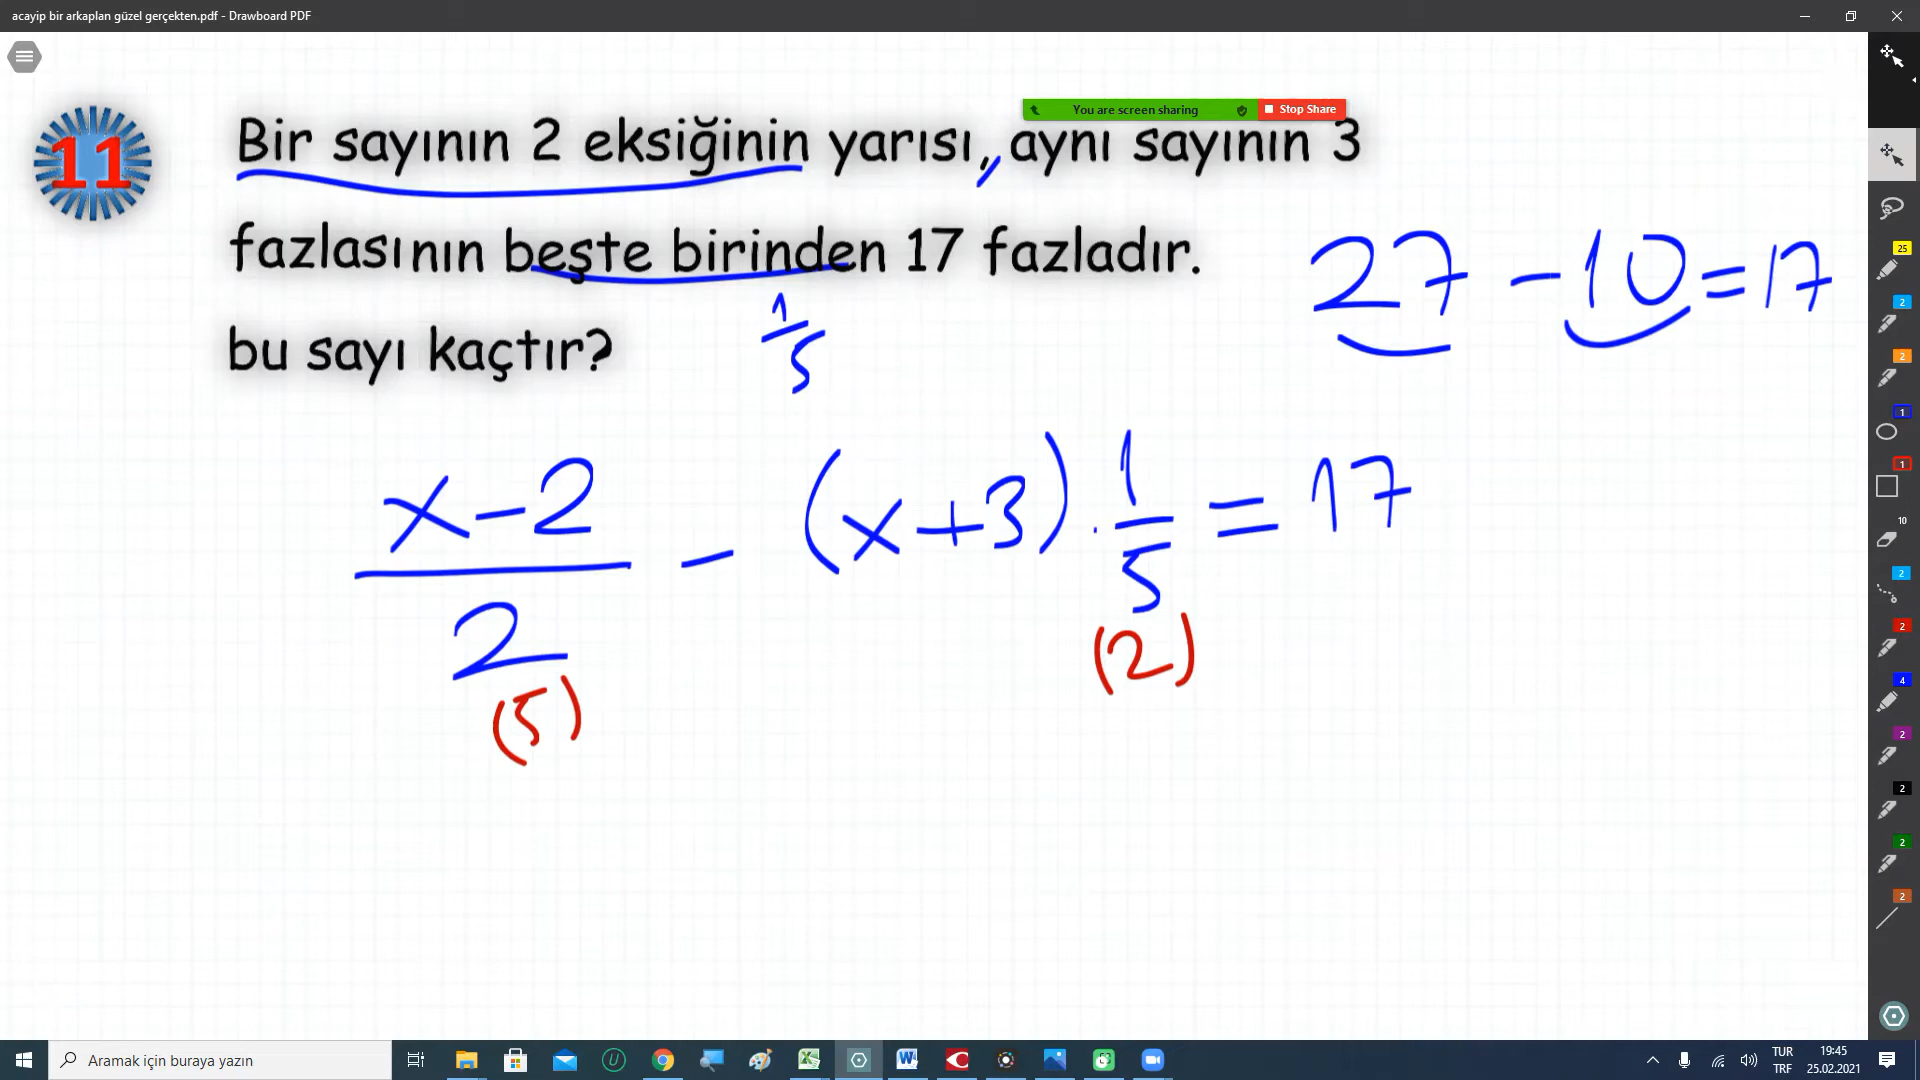 acayip bir arkaplan güzel gerçekten.pdf - Drawboard PDF
You are screen sharing
Stop Share
11
Bir sayının 2 eksiğinin yarısı, aynı sayının 3
fazlasının beşte birinden 17 fazladır.
bu sayı kaçtır?
1/5
27 - 10 = 17
x-2/2 - (x+3) . 1/5 = 17
(5)
(2)
25
2
2
1
1
10
2
2
4
2
2
2
2
Aramak için buraya yazın
TUR
TRF
19:45
25.02.2021